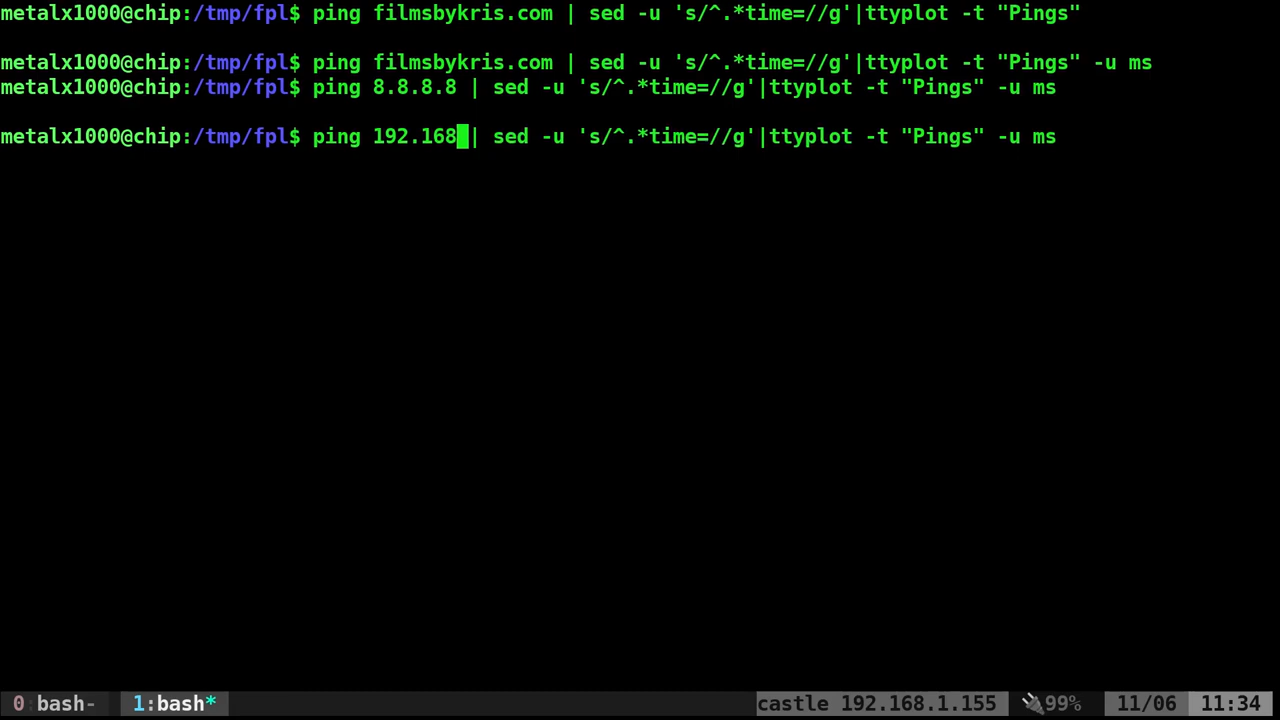 metalx1000@chip:/tmp/fpl$ ping filmsbykris.com | sed -u 's/^.*time=//g'|ttyplot -t "Pings"
metalx1000@chip:/tmp/fpl$ ping filmsbykris.com | sed -u 's/^.*time=//g'|ttyplot -t "Pings" -u ms
metalx1000@chip:/tmp/fpl$ ping 8.8.8.8 | sed -u 's/^.*time=//g'|ttyplot -t "Pings" -u ms
metalx1000@chip:/tmp/fpl$ ping 192.168 | sed -u 's/^.*time=//g'|ttyplot -t "Pings" -u ms
0:bash- 1:bash* castle 192.168.1.155 🔌99% 11/06 11:34